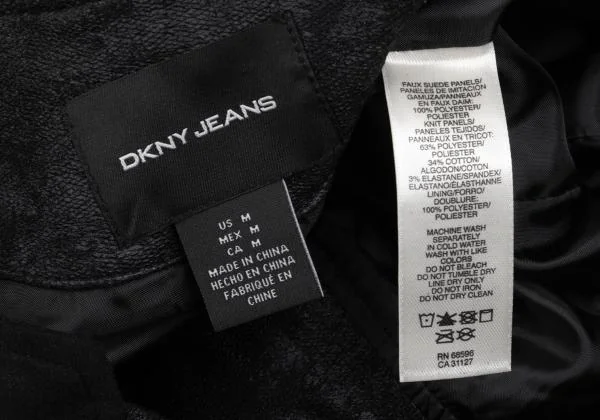 DKNY JEANS
US M
MEX M
CA M
MADE IN CHINA
HECHO EN CHINA
FABRIQUÉ EN
CHINE
FAUX SUEDE PANELS/
PANELES DE IMITACIÓN
GAMUZA/PANNEAUX
EN FAUX DAIM:
100% POLYESTER/
POLIESTER
KNIT PANELS/
PANELES TEJIDOS/
PANNEAUX EN TRICOT:
63% POLYESTER/
POLIESTER
34% COTTON/
ALGODON/COTON
3% ELASTANE/SPANDEX/
ELASTANO/ÉLASTHANNE
LINING/FORRO/
DOUBLURE:
100% POLYESTER/
POLIESTER
MACHINE WASH
SEPARATELY
IN COLD WATER
WASH WITH LIKE
COLORS
DO NOT BLEACH
DO NOT TUMBLE DRY
LINE DRY ONLY
DO NOT IRON
DO NOT DRY CLEAN
RN 68596
CA 31127